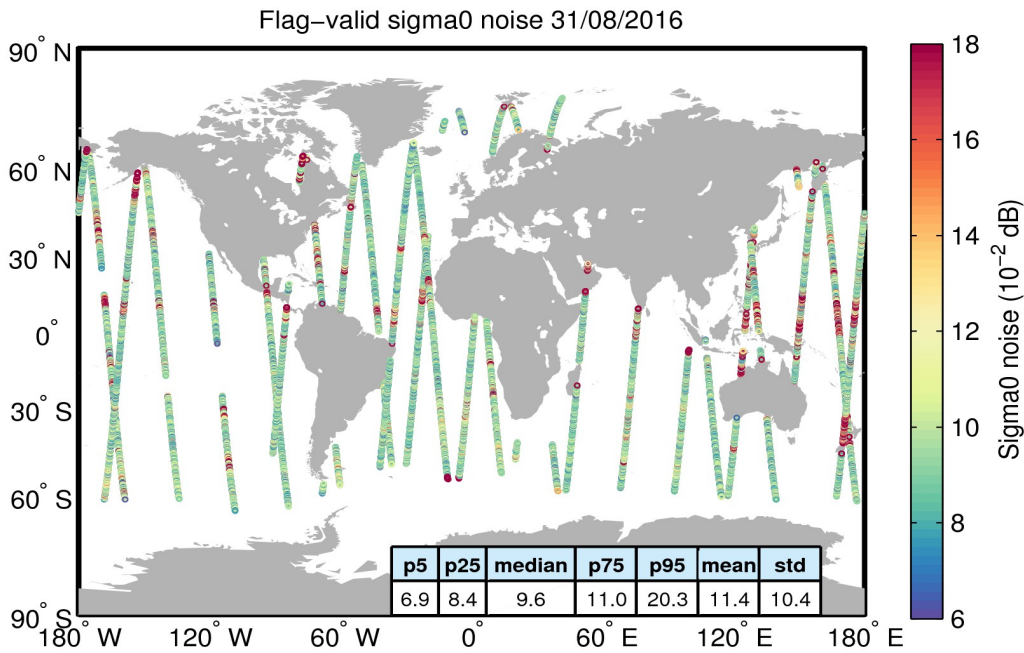 Flag−valid sigma0 noise 31/08/2016
90° N
60° N
30° N
0°
30° S
60° S
90° S
180° W
120° W
60° W
0°
60° E
120° E
180° E
p5 p25 median p75 p95 mean std
6.9 8.4 9.6 11.0 20.3 11.4 10.4
18
16
14
12
10
8
6
Sigma0 noise (10⁻² dB)